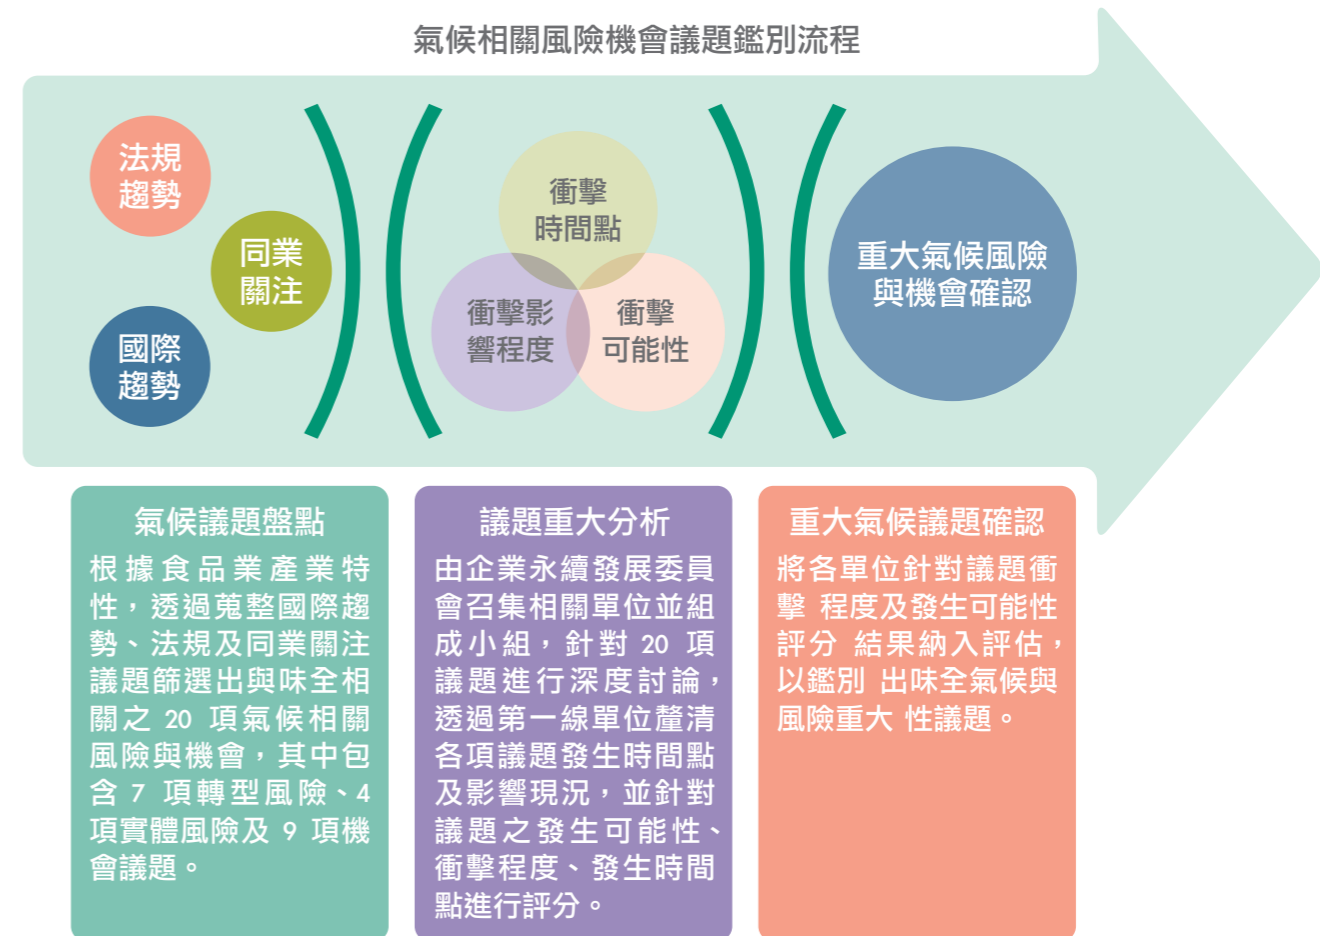 氣候相關風險機會議題鑑別流程
法規
趨勢
同業
關注
國際
趨勢
衝擊
時間點
衝擊影
響程度
衝擊
可能性
重大氣候風險
與機會確認
氣候議題盤點
根據食品業產業特
性，透過蒐整國際趨
勢、法規及同業關注
議題篩選出與味全相
關之 20 項氣候相關
風險與機會，其中包
含 7 項轉型風險、4
項實體風險及 9 項機
會議題。
議題重大分析
由企業永續發展委員
會召集相關單位並組
成小組，針對 20 項
議題進行深度討論，
透過第一線單位釐清
各項議題發生時間點
及影響現況，並針對
議題之發生可能性、
衝擊程度、發生時間
點進行評分。
重大氣候議題確認
將各單位針對議題衝
擊 程度及發生可能性
評分 結果納入評估，
以鑑別 出味全氣候與
風險重大 性議題。